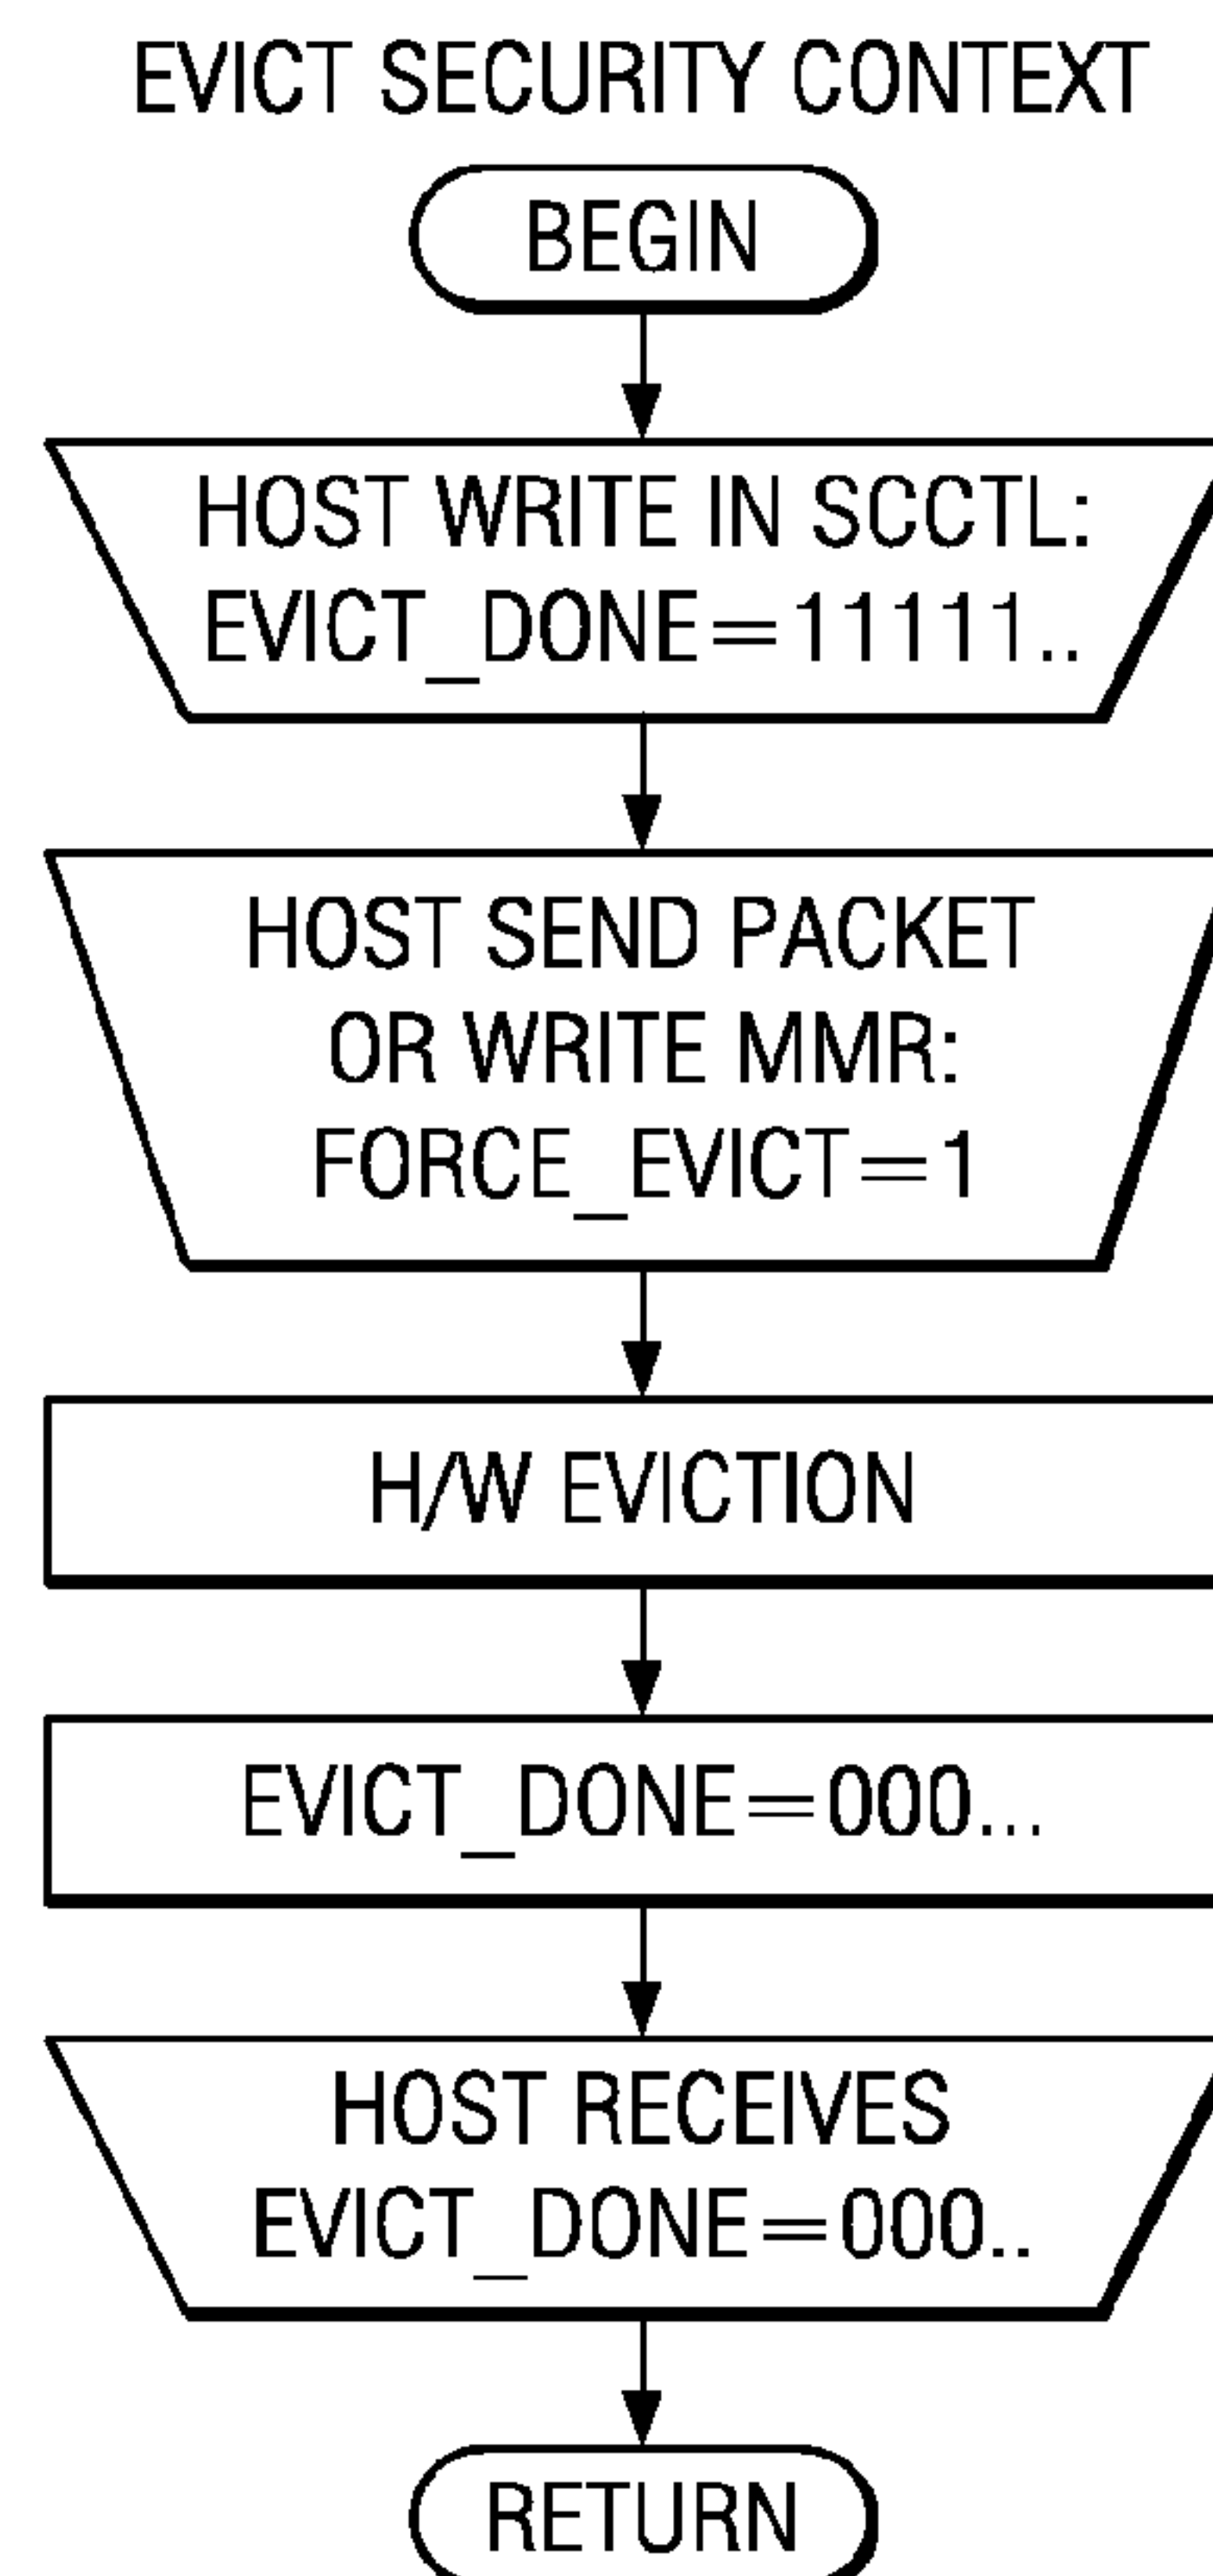 EVICT SECURITY CONTEXT
BEGIN
HOST WRITE IN SCCTL:
EVICT_DONE=11111..
HOST SEND PACKET
OR WRITE MMR:
FORCE_EVICT=1
H/W EVICTION
EVICT_DONE=000...
HOST RECEIVES
EVICT_DONE=000..
RETURN